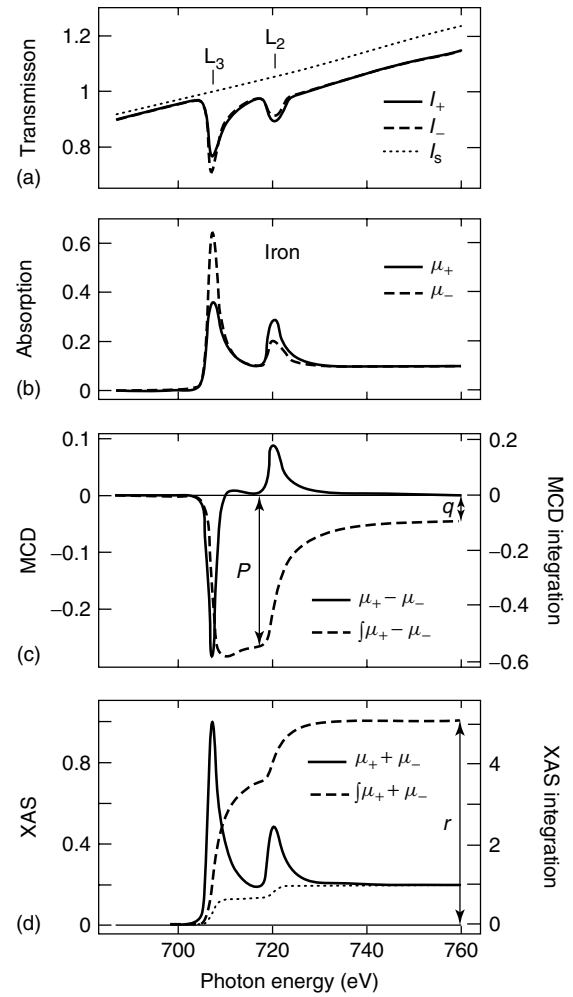 1.2
1
0.8
Transmisson
L3
L2
I+
I−
Is
(a)
0.6
0.4
0.2
0
Absorption
Iron
μ+
μ−
(b)
0.1
0
−0.1
−0.2
MCD
0.2
0
−0.2
−0.4
−0.6
MCD integration
P
q
μ+ − μ−
∫μ+ − μ−
(c)
0.8
0.4
0
XAS
4
2
0
XAS integration
r
μ+ + μ−
∫μ+ + μ−
(d)
700 720 740 760
Photon energy (eV)